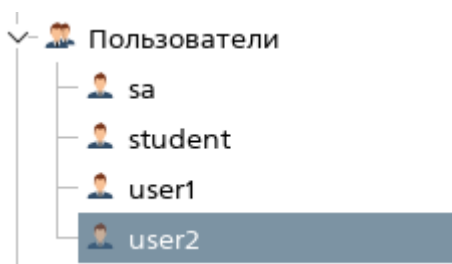 Пользователи
sa
student
user1
user2